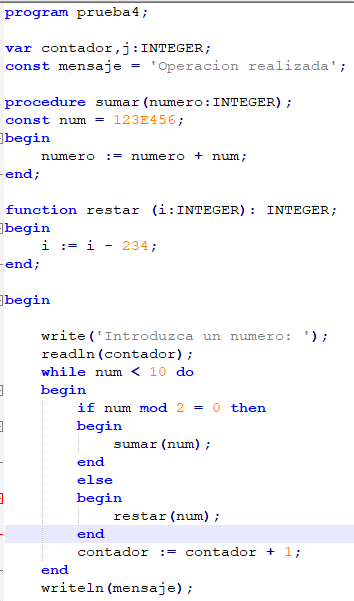 program prueba4;
var contador,j:INTEGER;
const mensaje = 'Operacion realizada';
procedure sumar(numero:INTEGER);
const num = 123E456;
begin
numero := numero + num;
end;
function restar (i:INTEGER): INTEGER;
begin
i := i - 234;
end;
begin
write('Introduzca un numero: ');
readln(contador);
while num < 10 do
begin
if num mod 2 = 0 then
begin
sumar(num);
end
else
begin
restar(num);
end
contador := contador + 1;
end
writeln(mensaje);